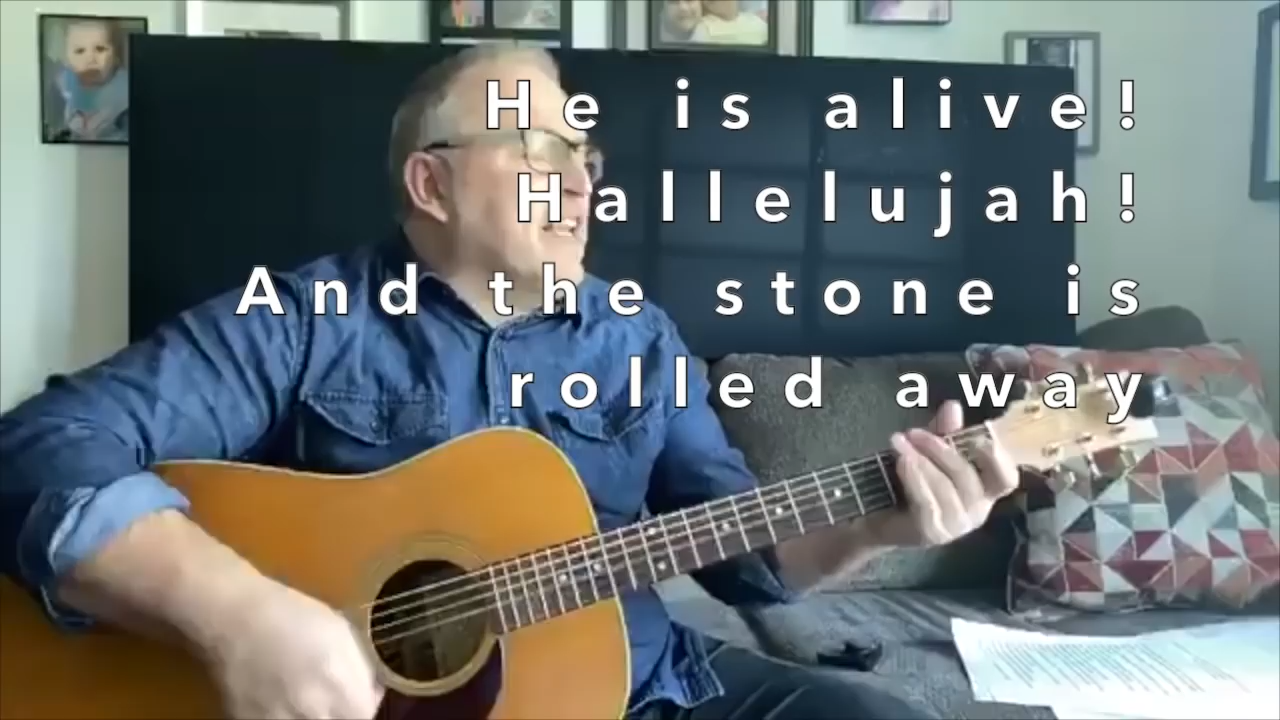 He is alive!
Hallelujah!
And the stone is
rolled away